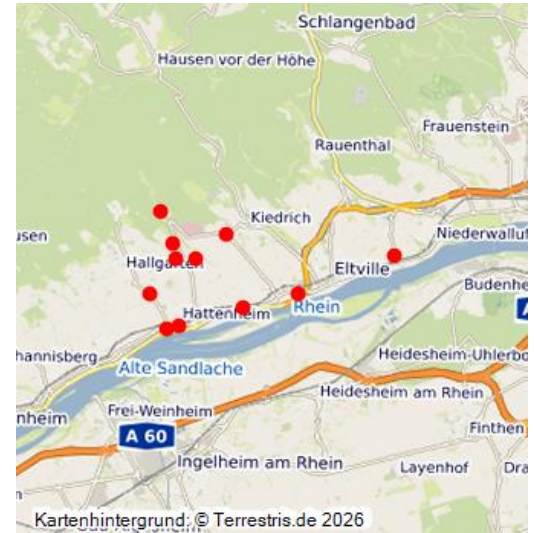 Schlangenbad
Hausen vor der Höhe
Frauenstein
Rauenthal
Kiedrich
Niederwalluf
usen
Hallgarten
Eltville
Budenhe
Hattenheim
Rhein
A
hannisberg
Alte Sandlache
Heidesheim-Uhlerbo
Heidesheim am Rhein
nheim
Frei-Weinheim
A 60
Finthen
Ingelheim am Rhein
Layenhof
Dra
Kartenhintergrund: © Terrestris.de 2026